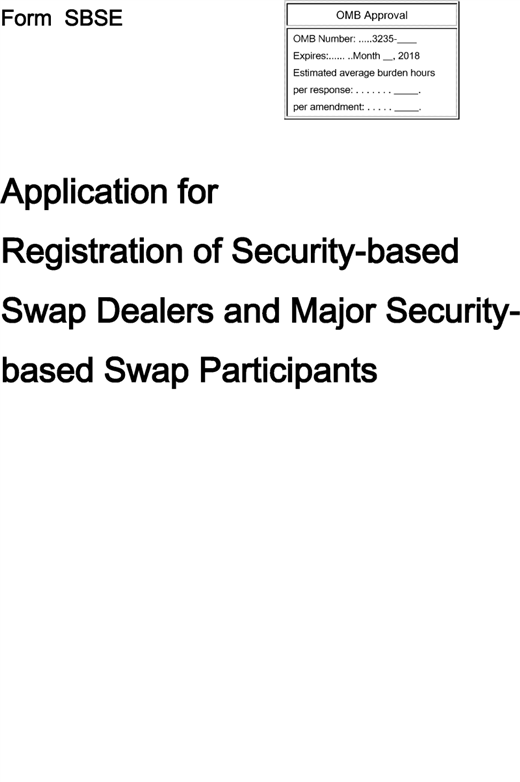 Form  SBSE
OMB Approval
OMB Number: .....3235-____
Expires:...... ..Month __, 2018
Estimated average burden hours
per response: . . . . . . . _____.
per amendment: . . . . . _____.
Application for
Registration of Security-based
Swap Dealers and Major Security-
based Swap Participants